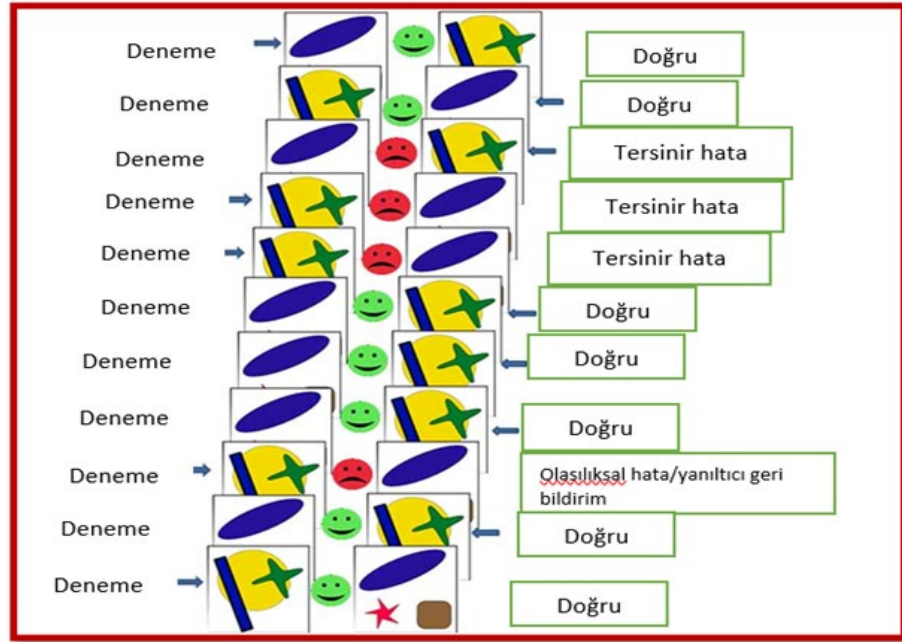 Deneme
Doğru
Deneme
Doğru
Deneme
Tersinir hata
Deneme
Tersinir hata
Deneme
Tersinir hata
Deneme
Doğru
Deneme
Doğru
Deneme
Doğru
Deneme
Olasılıksal hata/yanıltıcı geri
bildirim
Deneme
Doğru
Deneme
Doğru